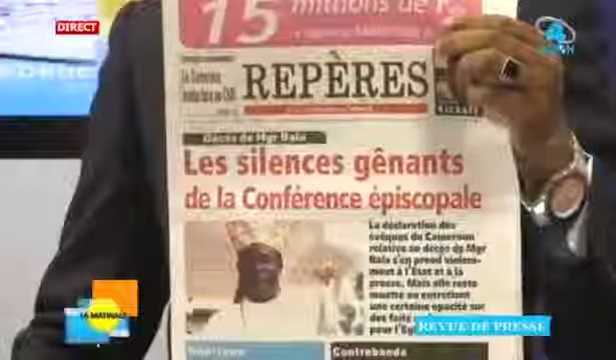 DIRECT
15 millions de
REPÈRES
Décès de Mgr Bala
Les silences gênants
de la Conférence épiscopale
La déclaration des
évêques du Cameroun
relative au décès de Mgr
Bala s'en prend violem-
ment à l'Etat et à la
presse. Mais elle reste
muette ou entretient
une certaine opacité sur
des faits
pour l'Eg
LA MATINALE
REVUE DE PRESSE
Contrebande